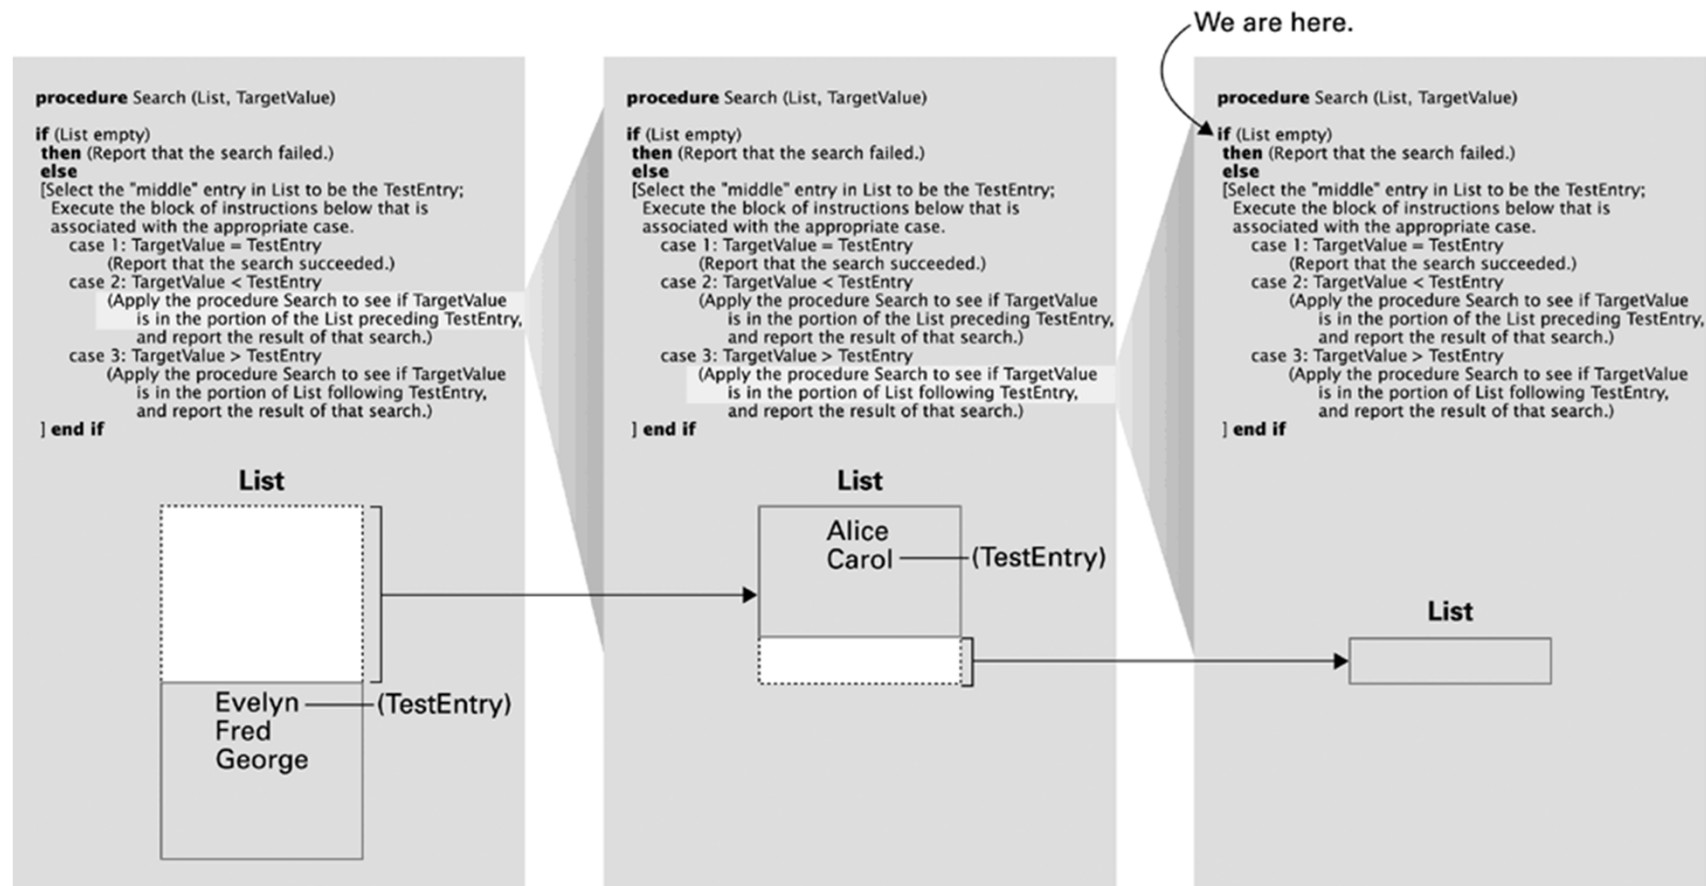 We are here.
procedure Search (List, TargetValue)
if (List empty)
then (Report that the search failed.)
else
[Select the "middle" entry in List to be the TestEntry;
Execute the block of instructions below that is
associated with the appropriate case.
case 1: TargetValue = TestEntry
(Report that the search succeeded.)
case 2: TargetValue < TestEntry
(Apply the procedure Search to see if TargetValue
is in the portion of the List preceding TestEntry,
and report the result of that search.)
case 3: TargetValue > TestEntry
(Apply the procedure Search to see if TargetValue
is in the portion of List following TestEntry,
and report the result of that search.)
] end if
List
Evelyn
(TestEntry)
Fred
George
procedure Search (List, TargetValue)
if (List empty)
then (Report that the search failed.)
else
[Select the "middle" entry in List to be the TestEntry;
Execute the block of instructions below that is
associated with the appropriate case.
case 1: TargetValue = TestEntry
(Report that the search succeeded.)
case 2: TargetValue < TestEntry
(Apply the procedure Search to see if TargetValue
is in the portion of the List preceding TestEntry,
and report the result of that search.)
case 3: TargetValue > TestEntry
(Apply the procedure Search to see if TargetValue
is in the portion of List following TestEntry,
and report the result of that search.)
] end if
List
Alice
Carol
(TestEntry)
procedure Search (List, TargetValue)
if (List empty)
then (Report that the search failed.)
else
[Select the "middle" entry in List to be the TestEntry;
Execute the block of instructions below that is
associated with the appropriate case.
case 1: TargetValue = TestEntry
(Report that the search succeeded.)
case 2: TargetValue < TestEntry
(Apply the procedure Search to see if TargetValue
is in the portion of the List preceding TestEntry,
and report the result of that search.)
case 3: TargetValue > TestEntry
(Apply the procedure Search to see if TargetValue
is in the portion of List following TestEntry,
and report the result of that search.)
] end if
List